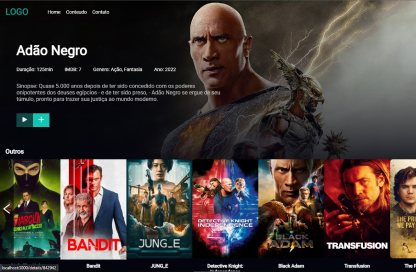 LOGO
Home Conteudo Contato
Adão Negro
Duração: 125min IMDB: 7 Genero: Ação, Fantasia Ano: 2022
Sinopse: Quase 5.000 anos depois de ter sido concedido com os poderes
onipotentes dos deuses egípcios - e de ter sido preso, - Adão Negro se ergue de seu
túmulo, pronto para trazer sua justiça ao mundo moderno.
Outros
BANDIT
JUNG_E
DETECTIVE KNIGHT
INDEPENDENCE
BLACK
ADAM
TRANSFUSION
Bandit JUNG_E Detective Knight: Black Adam Transfusion
localhost:3000/details/842942